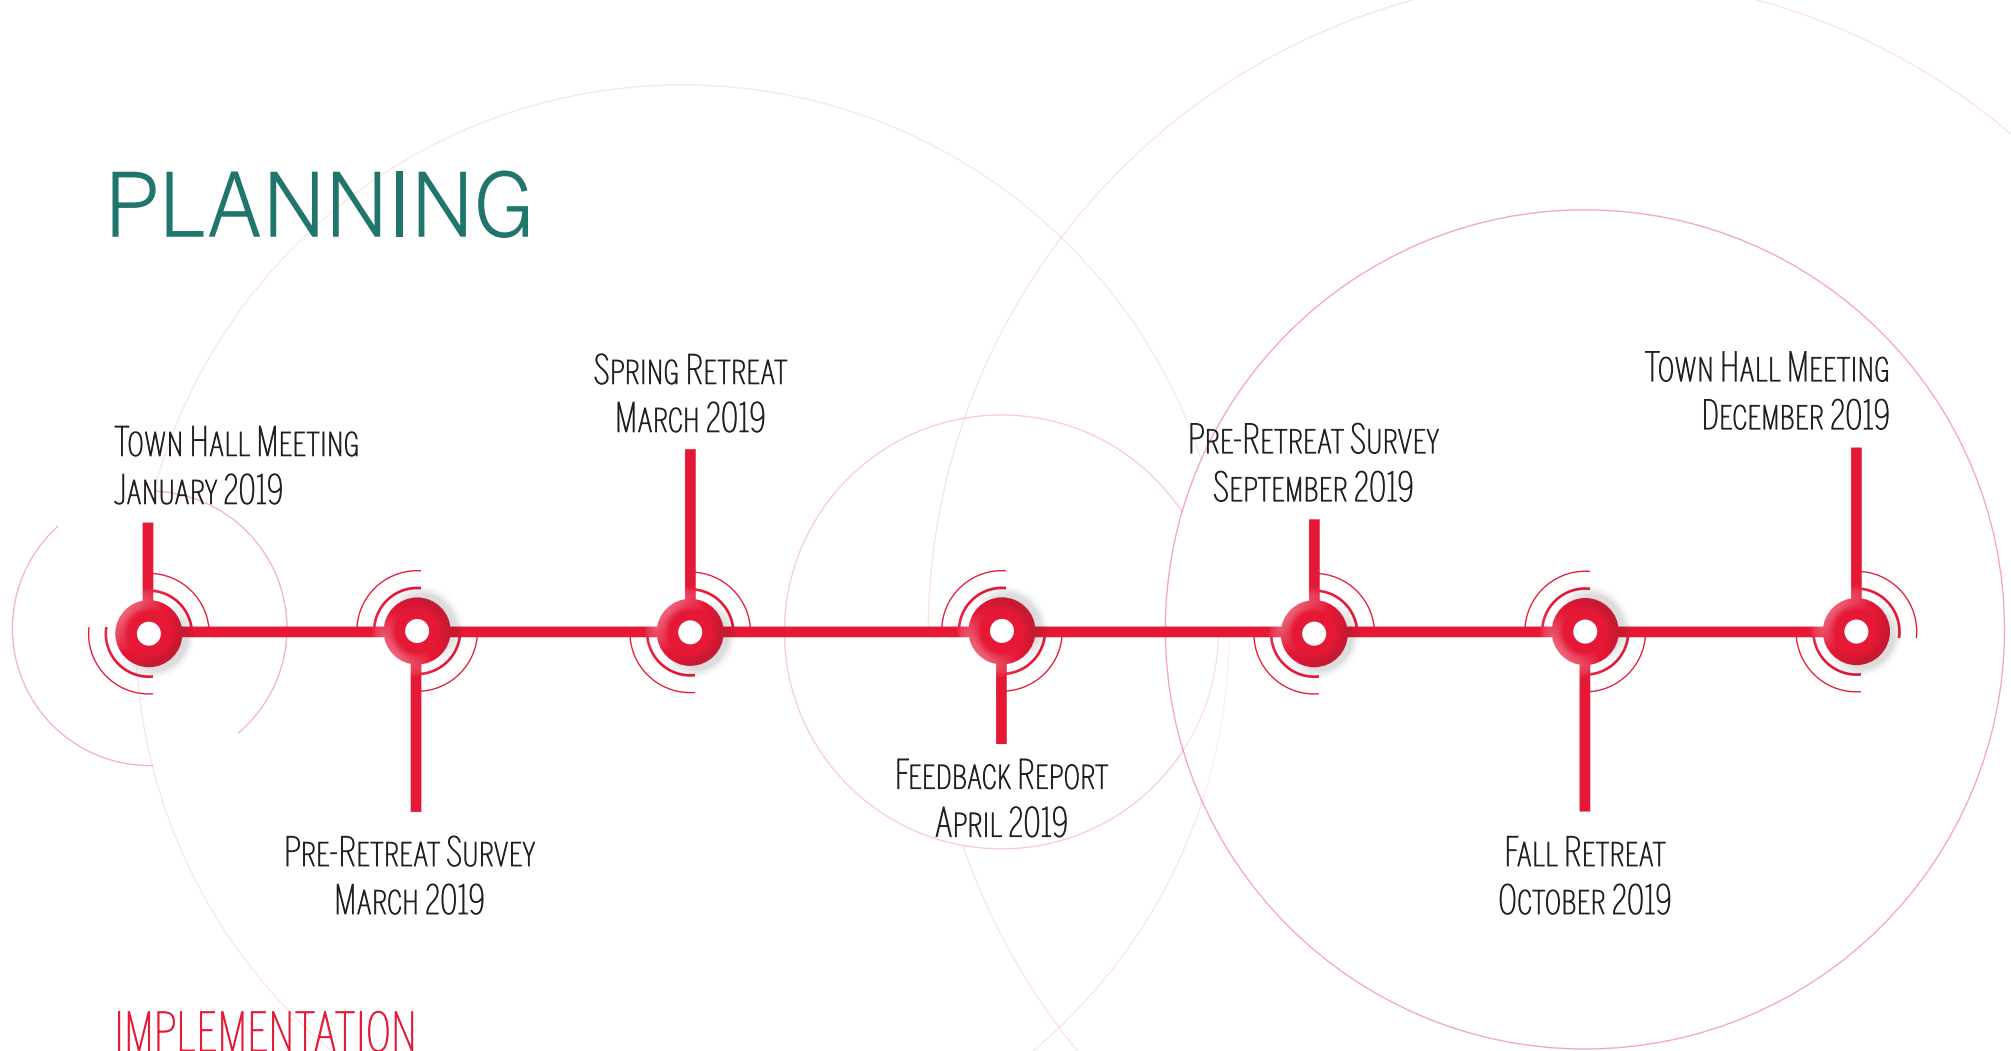 PLANNING
Town Hall Meeting
January 2019
Pre-Retreat Survey
March 2019
Spring Retreat
March 2019
Feedback Report
April 2019
Pre-Retreat Survey
September 2019
Fall Retreat
October 2019
Town Hall Meeting
December 2019
IMPLEMENTATION